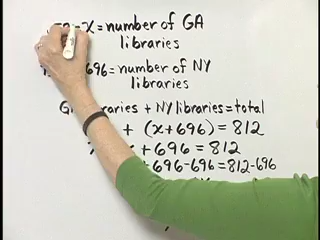 x = number of GA
libraries
696 = number of NY
libraries
libraries + NY libraries = total
+ (x + 696) = 812
+ 696 = 812
696 - 696 = 812 - 696